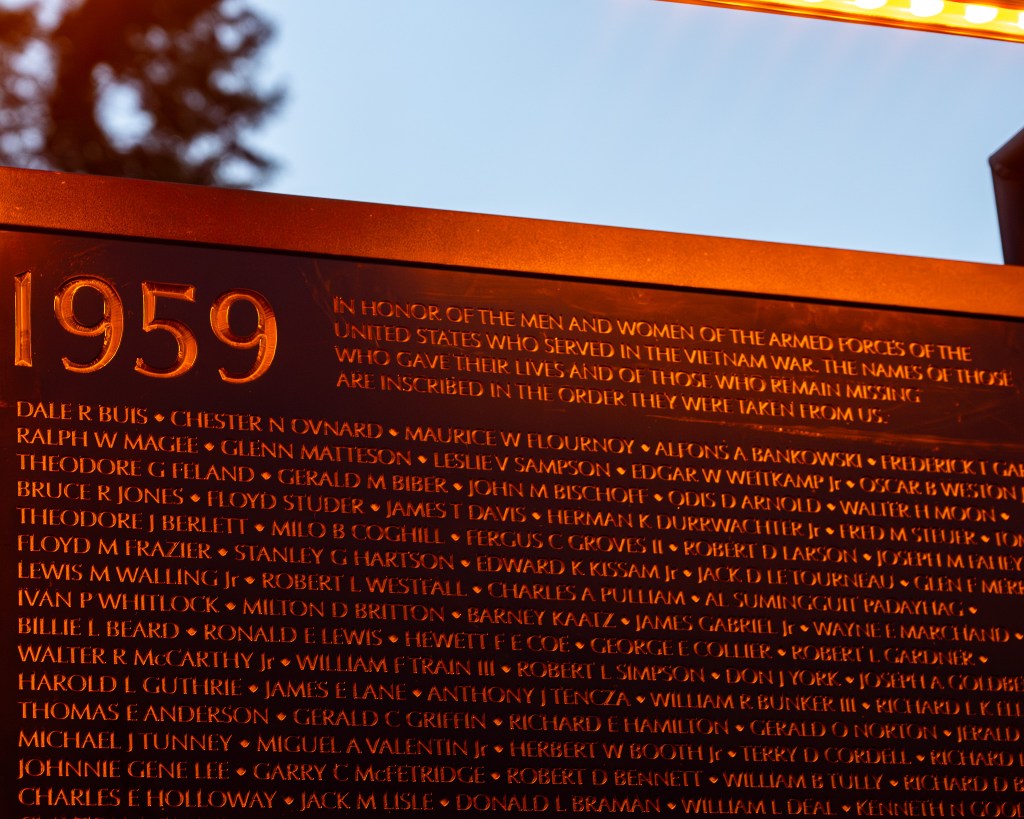 1959
IN HONOR OF THE MEN AND WOMEN OF THE ARMED FORCES OF THE
UNITED STATES WHO SERVED IN THE VIETNAM WAR. THE NAMES OF THOSE
WHO GAVE THEIR LIVES AND OF THOSE WHO REMAIN MISSING
ARE INSCRIBED IN THE ORDER THEY WERE TAKEN FROM US.
DALE R BUIS • CHESTER N OVNARD • MAURICE W FLOURNOY • ALFONS A BANKOWSKI • FREDERICK T
RALPH W MAGEE • GLENN MATTESON • LESLIE V SAMPSON • EDGAR W WEITKAMP Jr • OSCAR B WESTON
THEODORE G FELAND • GERALD M BIBER • JOHN M BISCHOFF • ODIS D ARNOLD • WALTER H MOON •
BRUCE R JONES • FLOYD STUDER • JAMES T DAVIS • HERMAN K DURRWACHTER Jr • FRED M STEUER •
THEODORE J BERLETT • MILO B COGHILL • FERGUS C GROVES II • ROBERT D LARSON • JOSEPH M FAHEY
FLOYD M FRAZIER • STANLEY G HARTSON • EDWARD K KISSAM Jr • JACK D LETOURNEAU • GLEN F
LEWIS M WALLING Jr • ROBERT L WESTFALL • CHARLES A PULLIAM • AL SUMINGGUIT PADAYHAG •
IVAN P WHITLOCK • MILTON D BRITTON • BARNEY KAATZ • JAMES GABRIEL Jr • WAYNE E MARCHAND •
BILLIE L BEARD • RONALD E LEWIS • HEWETT F E COE • GEORGE E COLLIER • ROBERT L GARDNER •
WALTER R McCARTHY Jr • WILLIAM F TRAIN III • ROBERT L SIMPSON • DON J YORK • JOSEPH A
HAROLD L GUTHRIE • JAMES E LANE • ANTHONY J TENCZA • WILLIAM R BUNKER III • RICHARD L
THOMAS E ANDERSON • GERALD C GRIFFIN • RICHARD E HAMILTON • GERALD O NORTON •
MICHAEL J TUNNEY • MIGUEL A VALENTIN Jr • HERBERT W BOOTH Jr • TERRY D CORDELL • RICHARD
JOHNNIE GENE LEE • GARRY C McFETRIDGE • ROBERT D BENNETT • WILLIAM B TULLY • RICHARD D
CHARLES E HOLLOWAY • JACK M LISLE • DONALD L BRAMAN • WILLIAM L DEAL • KENNETH N